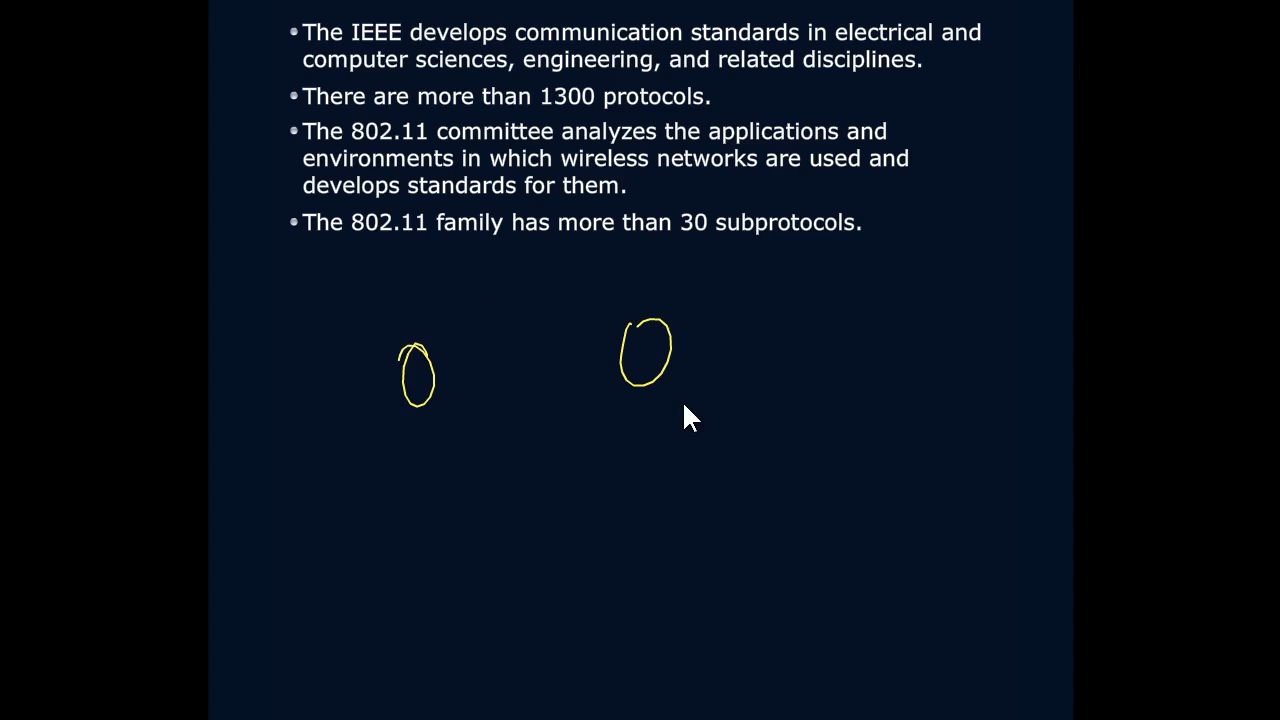 •The IEEE develops communication standards in electrical and
computer sciences, engineering, and related disciplines.
•There are more than 1300 protocols.
•The 802.11 committee analyzes the applications and
environments in which wireless networks are used and
develops standards for them.
•The 802.11 family has more than 30 subprotocols.